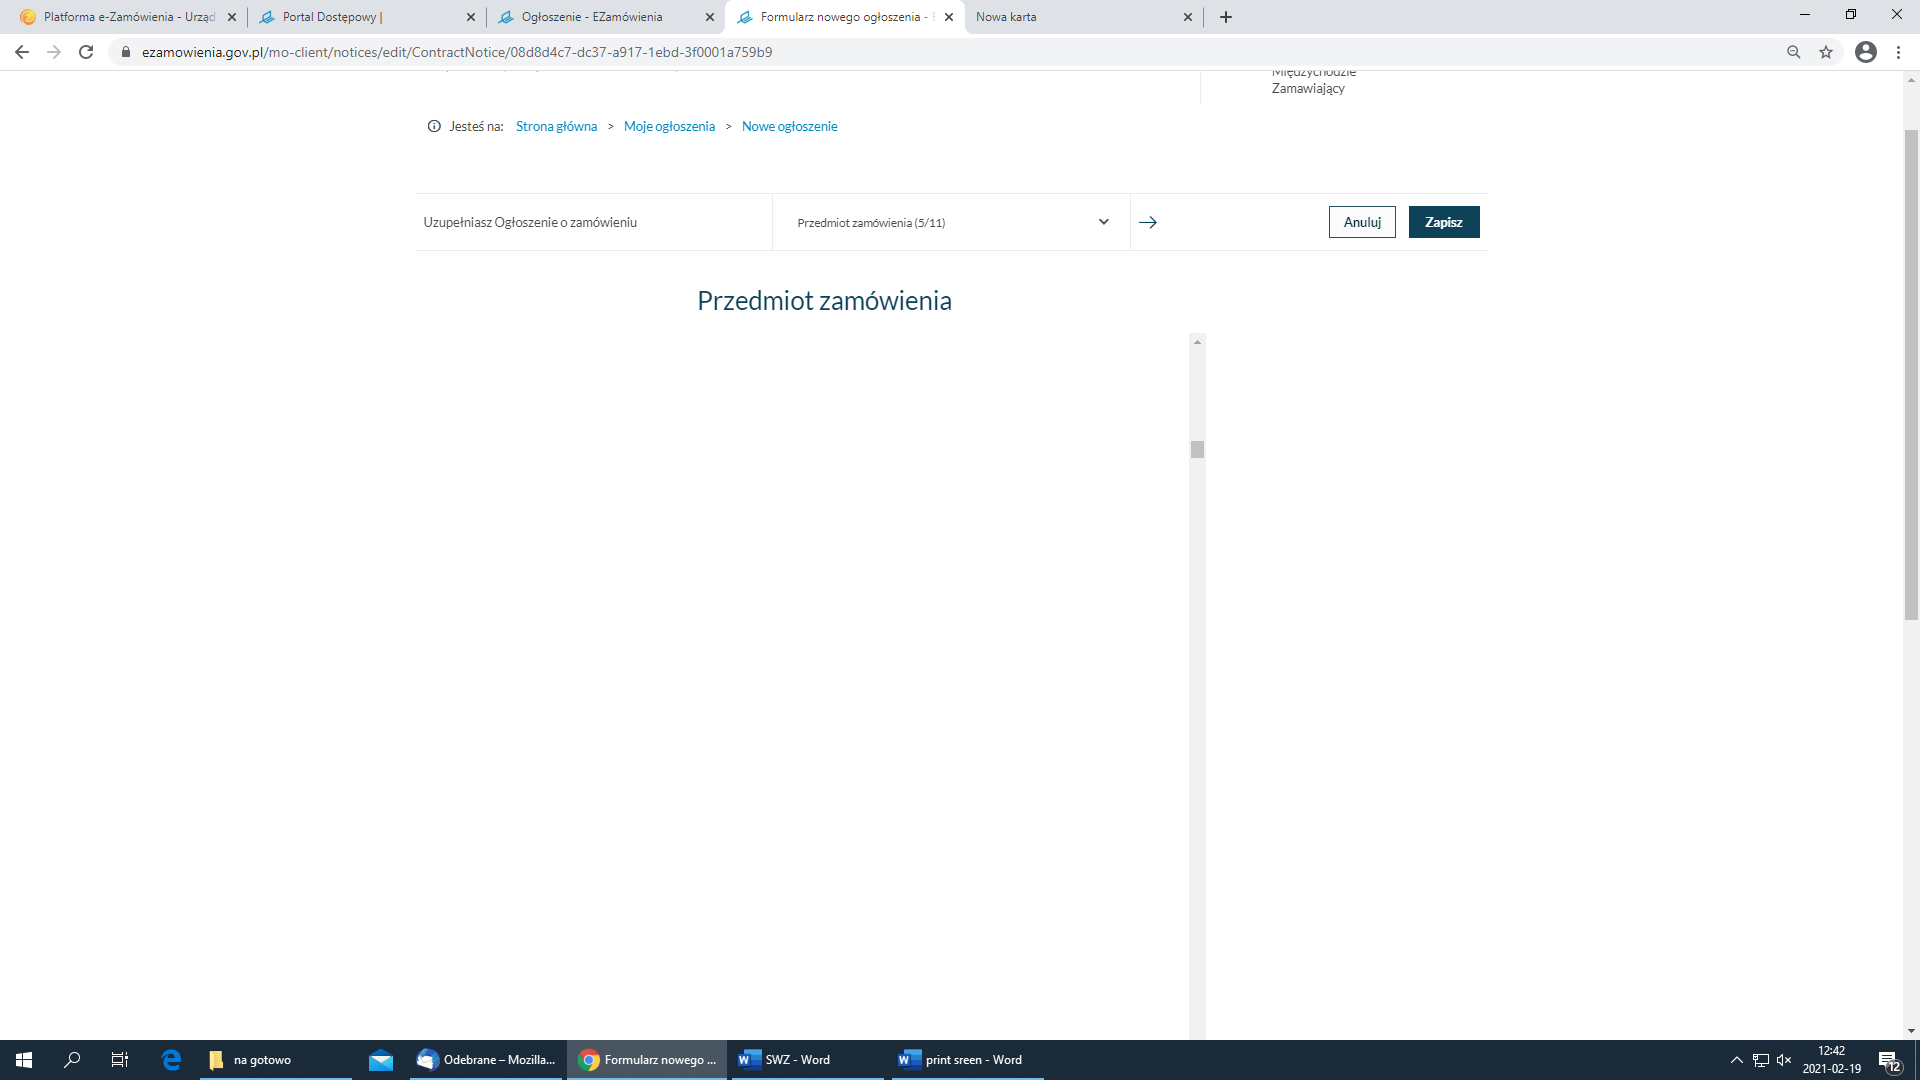 Platforma e-Zamówienia - Urząd
Portal Dostępowy |
Ogłoszenie - EZamówienia
Formularz nowego ogłoszenia - E
Nowa karta
ezamowienia.gov.pl/mo-client/notices/edit/ContractNotice/08d8d4c7-dc37-a917-1ebd-3f0001a759b9
Międzychodzie
Zamawiający
Jesteś na: Strona główna > Moje ogłoszenia > Nowe ogłoszenie
Uzupełniasz Ogłoszenie o zamówieniu
Przedmiot zamówienia (5/11)
Anuluj
Zapisz
Przedmiot zamówienia
na gotowo
Odebrane – Mozilla...
Formularz nowego ...
SWZ - Word
print sreen - Word
12:42
2021-02-19
12